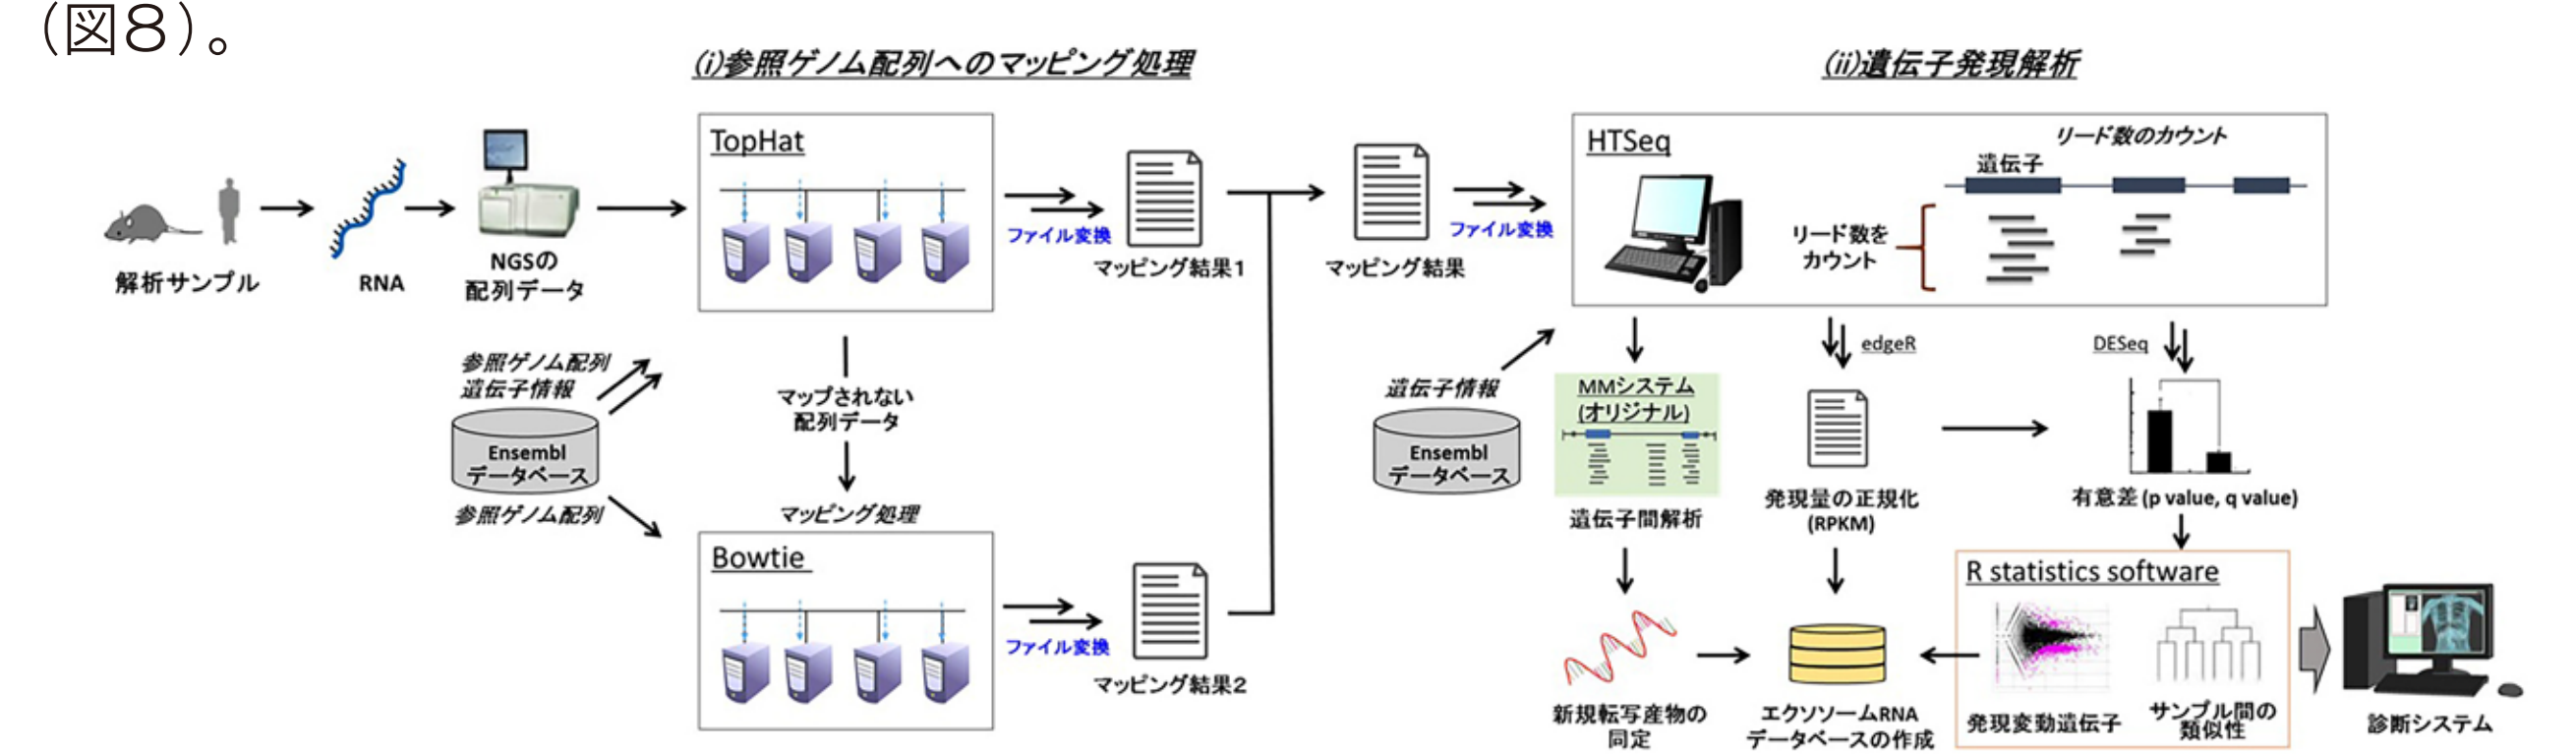 （図8）。
(i)参照ゲノム配列へのマッピング処理
解析サンプル
RNA
NGSの
配列データ
TopHat
ファイル変換
マッピング結果1
マッピング結果
ファイル変換
参照ゲノム配列
遺伝子情報
Ensembl
データベース
参照ゲノム配列
マップされない
配列データ
マッピング処理
Bowtie
ファイル変換
マッピング結果2
(ii)遺伝子発現解析
HTSeq
リード数のカウント
遺伝子
リード数を
カウント
遺伝子情報
Ensembl
データベース
MMシステム
(オリジナル)
遺伝子間解析
新規転写産物の
同定
edgeR
発現量の正規化
(RPKM)
エクソソームRNA
データベースの作成
DESeq
有意差 (p value, q value)
R statistics software
発現変動遺伝子
サンプル間の
類似性
診断システム